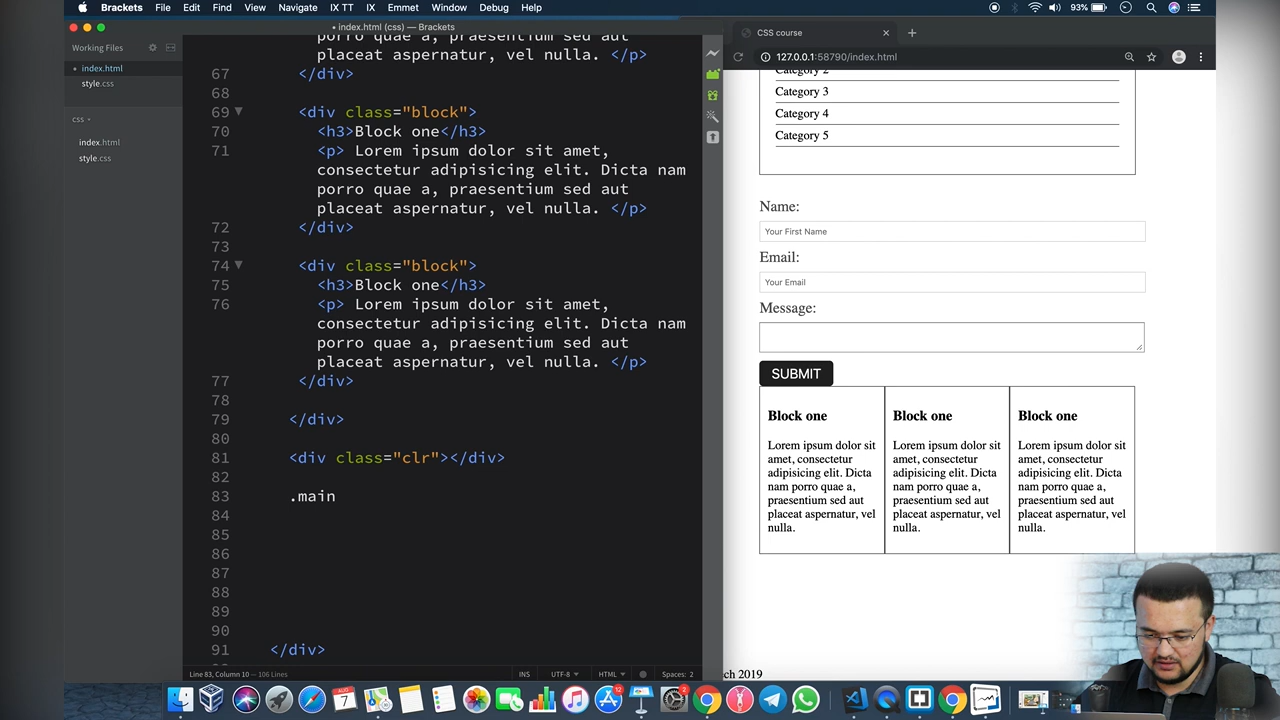 Brackets File Edit Find View Navigate IX TT IX Emmet Window Debug Help 93%
• index.html (css) — Brackets
Working Files
• index.html
style.css
css
index.html
style.css
porro quae a, praesentium sed aut
placeat aspernatur, vel nulla. </p>
67 </div>
68
69 <div class="block">
70 <h3>Block one</h3>
71 <p> Lorem ipsum dolor sit amet,
consectetur adipisicing elit. Dicta nam
porro quae a, praesentium sed aut
placeat aspernatur, vel nulla. </p>
72 </div>
73
74 <div class="block">
75 <h3>Block one</h3>
76 <p> Lorem ipsum dolor sit amet,
consectetur adipisicing elit. Dicta nam
porro quae a, praesentium sed aut
placeat aspernatur, vel nulla. </p>
77 </div>
78
79 </div>
80
81 <div class="clr"></div>
82
83 .main
84
85
86
87
88
89
90
91 </div>
Line 83, Column 10 — 106 Lines INS UTF-8 HTML Spaces: 2
CSS course
127.0.0.1:58790/index.html
Category 2
Category 3
Category 4
Category 5
Name:
Your First Name
Email:
Your Email
Message:
SUBMIT
Block one
Lorem ipsum dolor sit
amet, consectetur
adipisicing elit. Dicta
nam porro quae a,
praesentium sed aut
placeat aspernatur, vel
nulla.
Block one
Lorem ipsum dolor sit
amet, consectetur
adipisicing elit. Dicta
nam porro quae a,
praesentium sed aut
placeat aspernatur, vel
nulla.
Block one
Lorem ipsum dolor sit
amet, consectetur
adipisicing elit. Dicta
nam porro quae a,
praesentium sed aut
placeat aspernatur, vel
nulla.
ch 2019